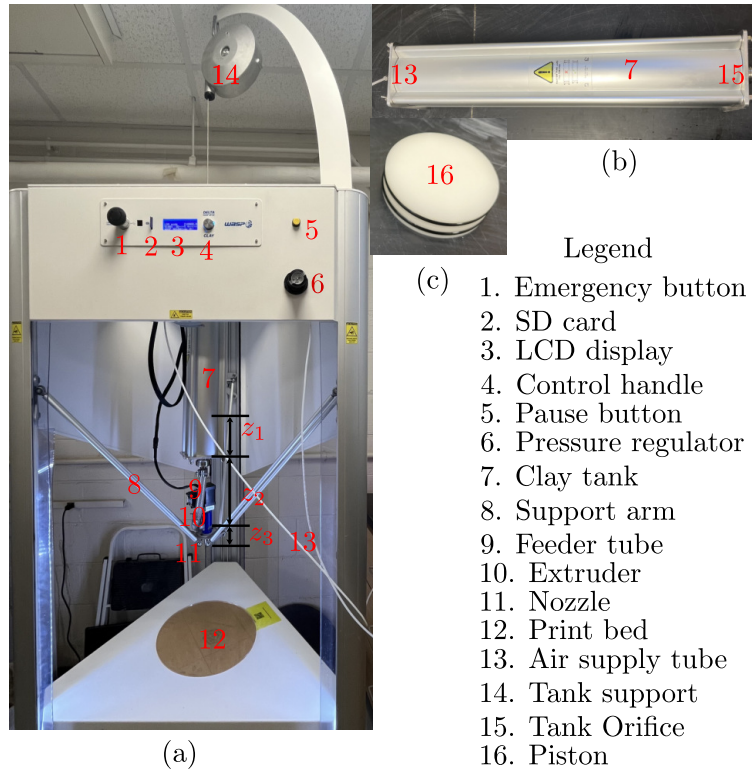 14
13
7
15
(b)
16
(c)
WASP
1
2
3
4
5
6
7
z1
8
9
z2
10
z3
11
13
12
(a)
Legend
1. Emergency button
2. SD card
3. LCD display
4. Control handle
5. Pause button
6. Pressure regulator
7. Clay tank
8. Support arm
9. Feeder tube
10. Extruder
11. Nozzle
12. Print bed
13. Air supply tube
14. Tank support
15. Tank Orifice
16. Piston